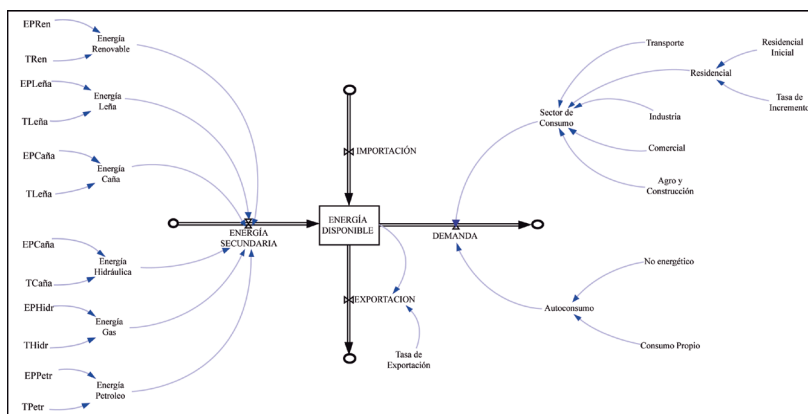 EPRen
Energía
Renovable
TRen
EPLeña
Energía
Leña
TLeña
EPCaña
Energía
Caña
TLeña
EPCaña
Energía
Hidráulica
TCaña
EPHidr
Energía
Gas
THidr
EPPetr
Energía
Petroleo
TPetr
ENERGÍA
SECUNDARIA
IMPORTACIÓN
ENERGÍA
DISPONIBLE
EXPORTACION
Tasa de
Exportación
DEMANDA
Transporte
Residencial
Inicial
Residencial
Tasa de
Incremento
Sector de
Consumo
Industria
Comercial
Agro y
Construcción
No energético
Autoconsumo
Consumo Propio